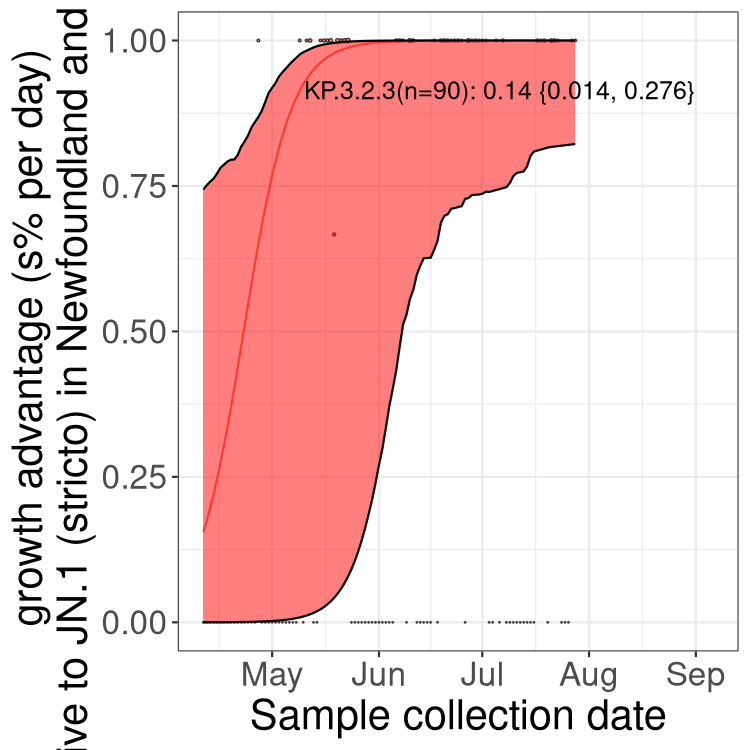 growth advantage (s% per day)
ive to JN.1 (stricto) in Newfoundland and
1.00
0.75
0.50
0.25
0.00
KP.3.2.3(n=90): 0.14 {0.014, 0.276}
May Jun Jul Aug Sep
Sample collection date